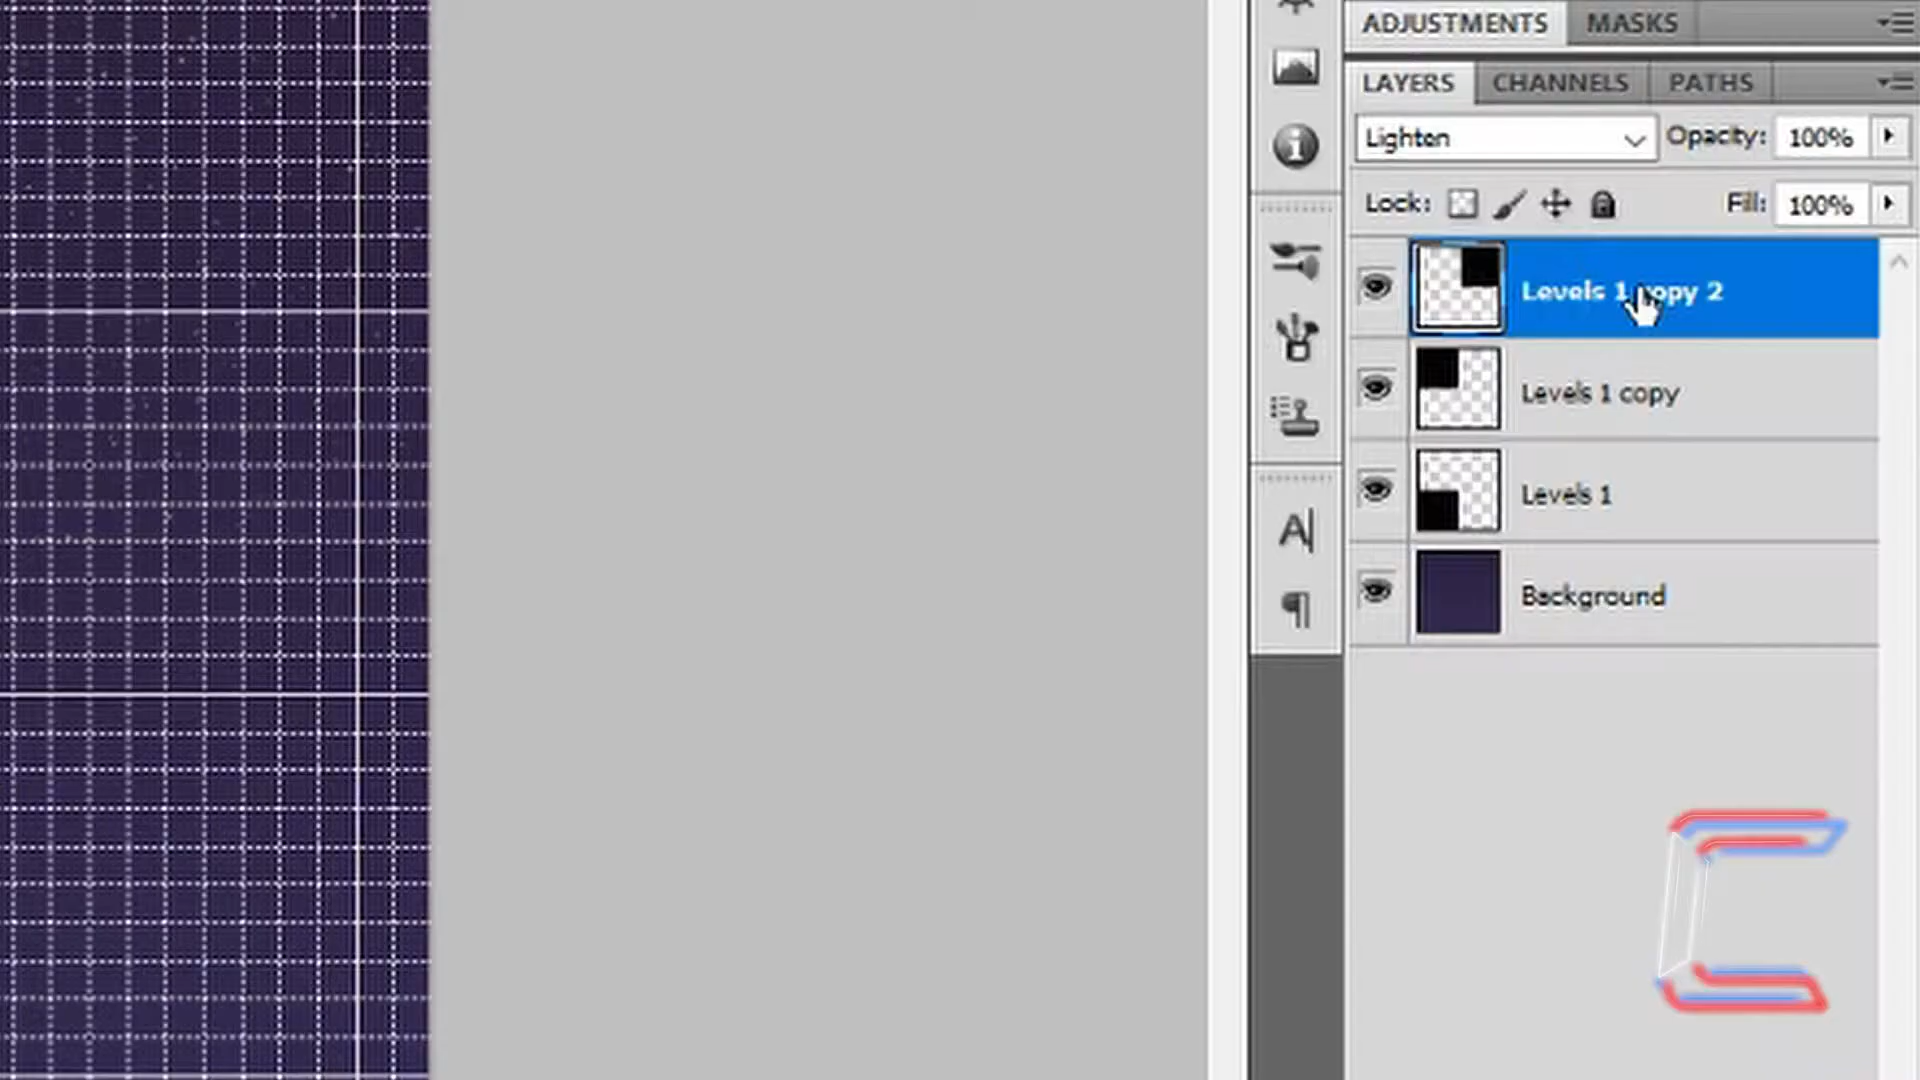 ADJUSTMENTS MASKS
LAYERS CHANNELS PATHS
Lighten Opacity: 100%
Lock: Fill: 100%
Levels 1 copy 2
Levels 1 copy
Levels 1
Background